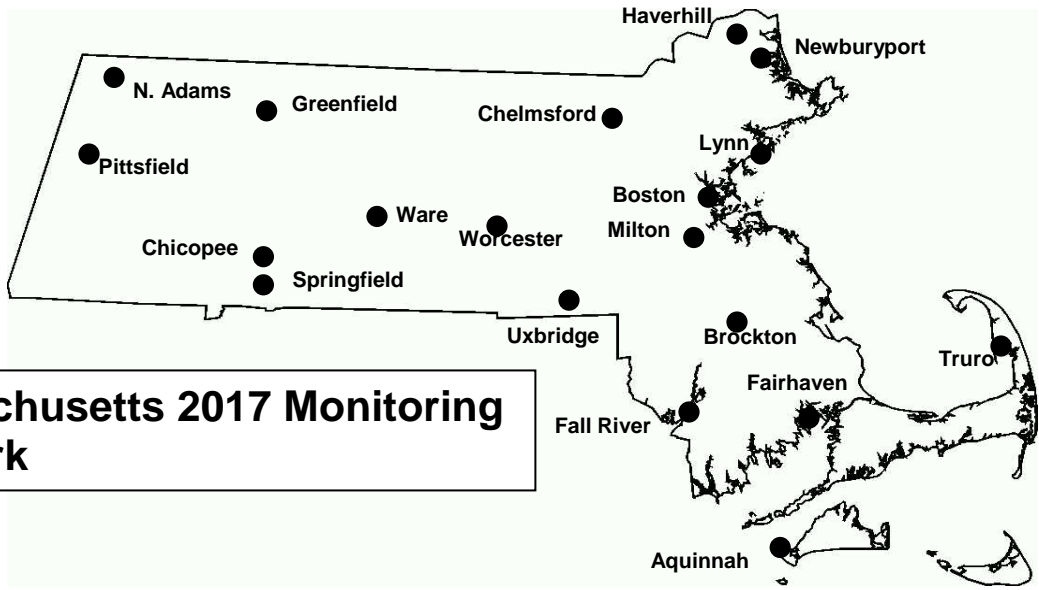 Haverhill
Newburyport
N. Adams
Greenfield
Chelmsford
Lynn
Pittsfield
Boston
Ware
Worcester
Milton
Chicopee
Springfield
Uxbridge
Brockton
Truro
Fairhaven
chusetts 2017 Monitoring
rk
Fall River
Aquinnah